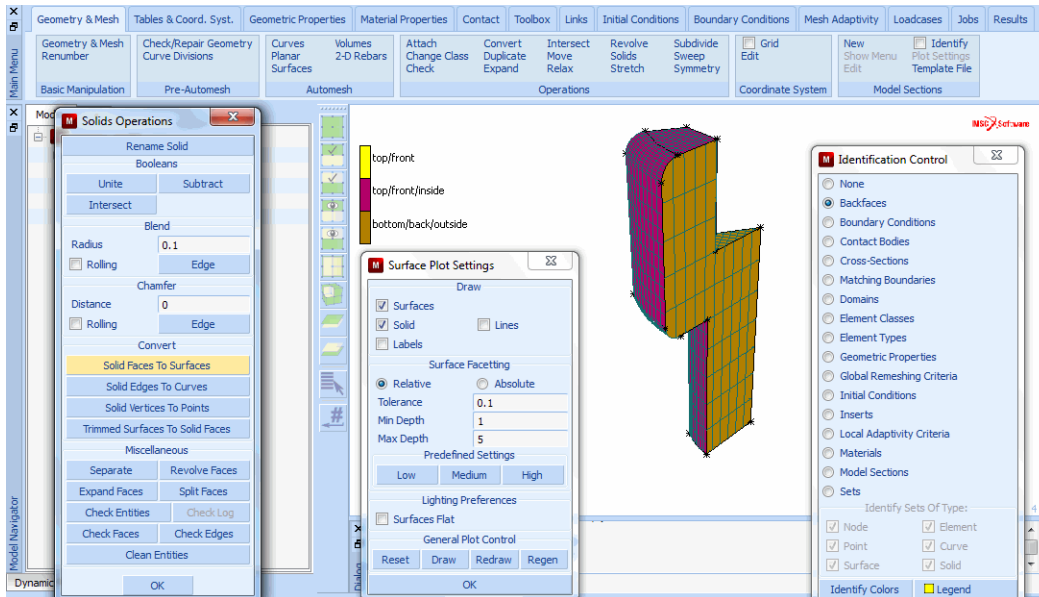 Geometry & Mesh Tables & Coord. Syst. Geometric Properties Material Properties Contact Toolbox Links Initial Conditions Boundary Conditions Mesh Adaptivity Loadcases Jobs Results
Main Menu
Geometry & Mesh
Renumber
Basic Manipulation
Check/Repair Geometry
Curve Divisions
Pre-Automesh
Curves Volumes
Planar 2-D Rebars
Surfaces
Automesh
Attach Convert Intersect Revolve Subdivide
Change Class Duplicate Move Solids Sweep
Check Expand Relax Stretch Symmetry
Operations
Grid
Edit
Coordinate System
New Identify
Show Menu Plot Settings
Edit Template File
Model Sections
Model Navigator
Solids Operations
Rename Solid
Booleans
Unite Subtract
Intersect
Blend
Radius 0.1
Rolling Edge
Chamfer
Distance 0
Rolling Edge
Convert
Solid Faces To Surfaces
Solid Edges To Curves
Solid Vertices To Points
Trimmed Surfaces To Solid Faces
Miscellaneous
Separate Revolve Faces
Expand Faces Split Faces
Check Entities Check Log
Check Faces Check Edges
Clean Entities
OK
Dynamic
top/front
top/front/inside
bottom/back/outside
MSC Software
Surface Plot Settings
Draw
Surfaces
Solid Lines
Labels
Surface Facetting
Relative Absolute
Tolerance 0.1
Min Depth 1
Max Depth 5
Predefined Settings
Low Medium High
Lighting Preferences
Surfaces Flat
General Plot Control
Reset Draw Redraw Regen
OK
Dialog
Identification Control
None
Backfaces
Boundary Conditions
Contact Bodies
Cross-Sections
Matching Boundaries
Domains
Element Classes
Element Types
Geometric Properties
Global Remeshing Criteria
Initial Conditions
Inserts
Local Adaptivity Criteria
Materials
Model Sections
Sets
Identify Sets Of Type:
Node Element
Point Curve
Surface Solid
Identify Colors Legend
4